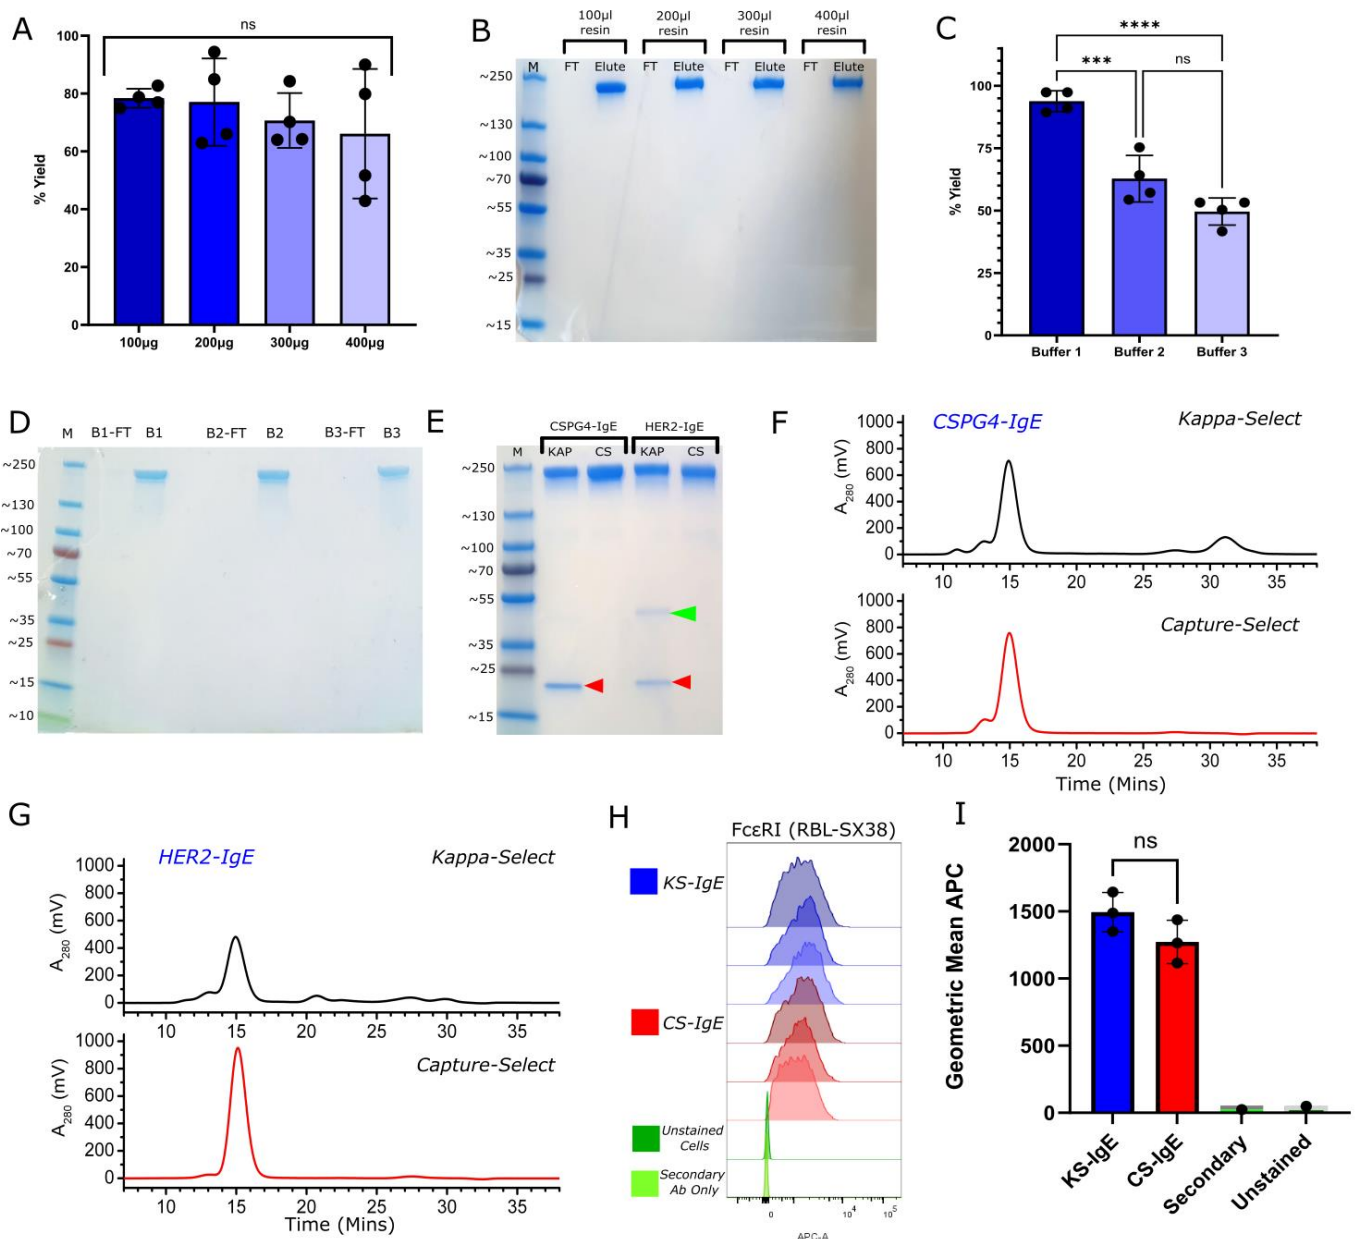 A
ns
100
80
60
40
20
0
% Yield
100µg
200µg
300µg
400µg
B
100µl resin
200µl resin
300µl resin
400µl resin
M
FT
Elute
FT
Elute
FT
Elute
FT
Elute
~250
~130
~100
~70
~55
~35
~25
~15
C
****
***
ns
100
75
50
25
0
% Yield
Buffer 1
Buffer 2
Buffer 3
D
M
B1-FT
B1
B2-FT
B2
B3-FT
B3
~250
~130
~100
~70
~55
~35
~25
~15
~10
E
CSPG4-IgE
HER2-IgE
M
KAP
CS
KAP
CS
~250
~130
~100
~70
~55
~35
~25
~15
F
CSPG4-IgE
Kappa-Select
1000
800
600
400
200
0
A280 (mV)
10
15
20
25
30
35
Capture-Select
1000
800
600
400
200
0
A280 (mV)
10
15
20
25
30
35
Time (Mins)
G
HER2-IgE
Kappa-Select
1000
800
600
400
200
0
A280 (mV)
10
15
20
25
30
35
Capture-Select
1000
800
600
400
200
0
A280 (mV)
10
15
20
25
30
35
Time (Mins)
H
FcεRI (RBL-SX38)
KS-IgE
CS-IgE
Unstained
Cells
Secondary
Ab Only
0
10^4
10^5
APC-A
I
ns
2000
1500
1000
500
0
Geometric Mean APC
KS-IgE
CS-IgE
Secondary
Unstained